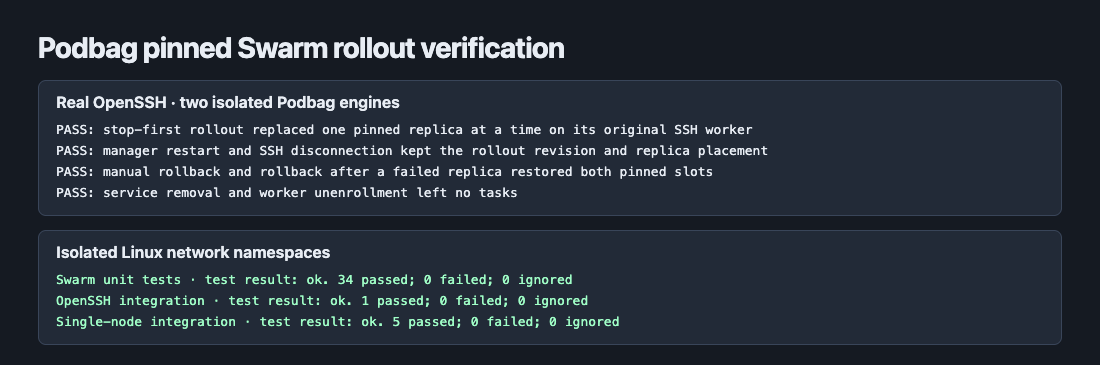 Podbag pinned Swarm rollout verification
Real OpenSSH · two isolated Podbag engines
PASS: stop-first rollout replaced one pinned replica at a time on its original SSH worker
PASS: manager restart and SSH disconnection kept the rollout revision and replica placement
PASS: manual rollback and rollback after a failed replica restored both pinned slots
PASS: service removal and worker unenrollment left no tasks
Isolated Linux network namespaces
Swarm unit tests · test result: ok. 34 passed; 0 failed; 0 ignored
OpenSSH integration · test result: ok. 1 passed; 0 failed; 0 ignored
Single-node integration · test result: ok. 5 passed; 0 failed; 0 ignored